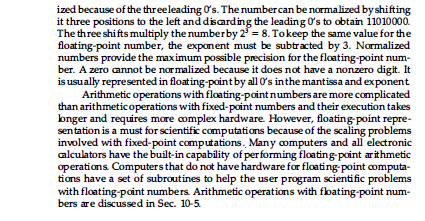 ized because of the three leading 0's. The number can be normalized by shifting
it three positions to the left and discarding the leading 0's to obtain 11010000.
The three shifts multiply the number by 2³ = 8. To keep the same value for the
floating-point number, the exponent must be subtracted by 3. Normalized
numbers provide the maximum possible precision for the floating-point num-
ber. A zero cannot be normalized because it does not have a nonzero digit. It
is usually represented in floating-point by all 0's in the mantissa and exponent.
Arithmetic operations with floating-point numbers are more complicated
than arithmetic operations with fixed-point numbers and their execution takes
longer and requires more complex hardware. However, floating-point repre-
sentation is a must for scientific computations because of the scaling problems
involved with fixed-point computations. Many computers and all electronic
calculators have the built-in capability of performing floating-point arithmetic
operations. Computers that do not have hardware for floating-point computa-
tions have a set of subroutines to help the user program scientific problems
with floating-point numbers. Arithmetic operations with floating-point num-
bers are discussed in Sec. 10-5.